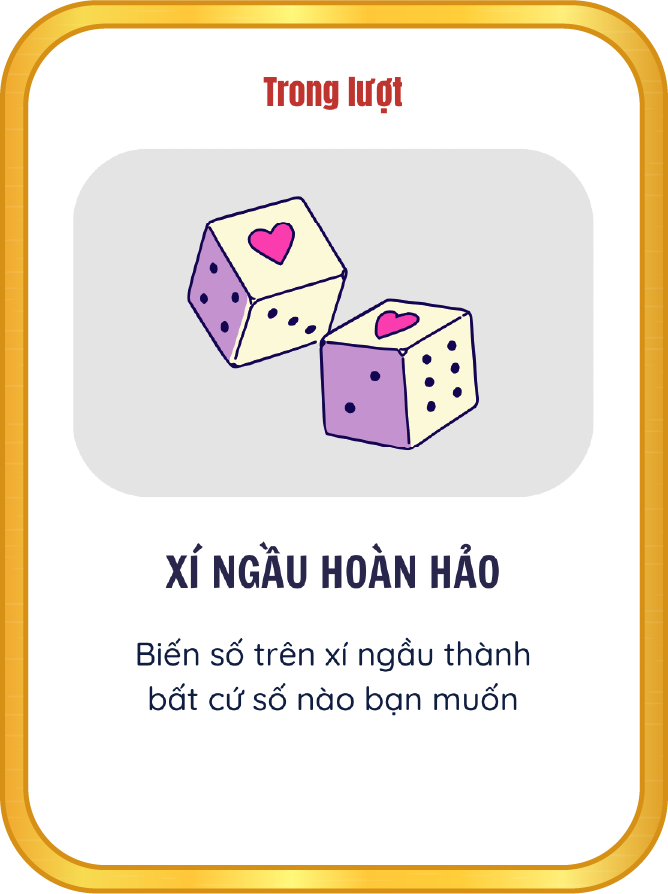 Trong lượt
XÍ NGẦU HOÀN HẢO
Biến số trên xí ngầu thành
bất cứ số nào bạn muốn